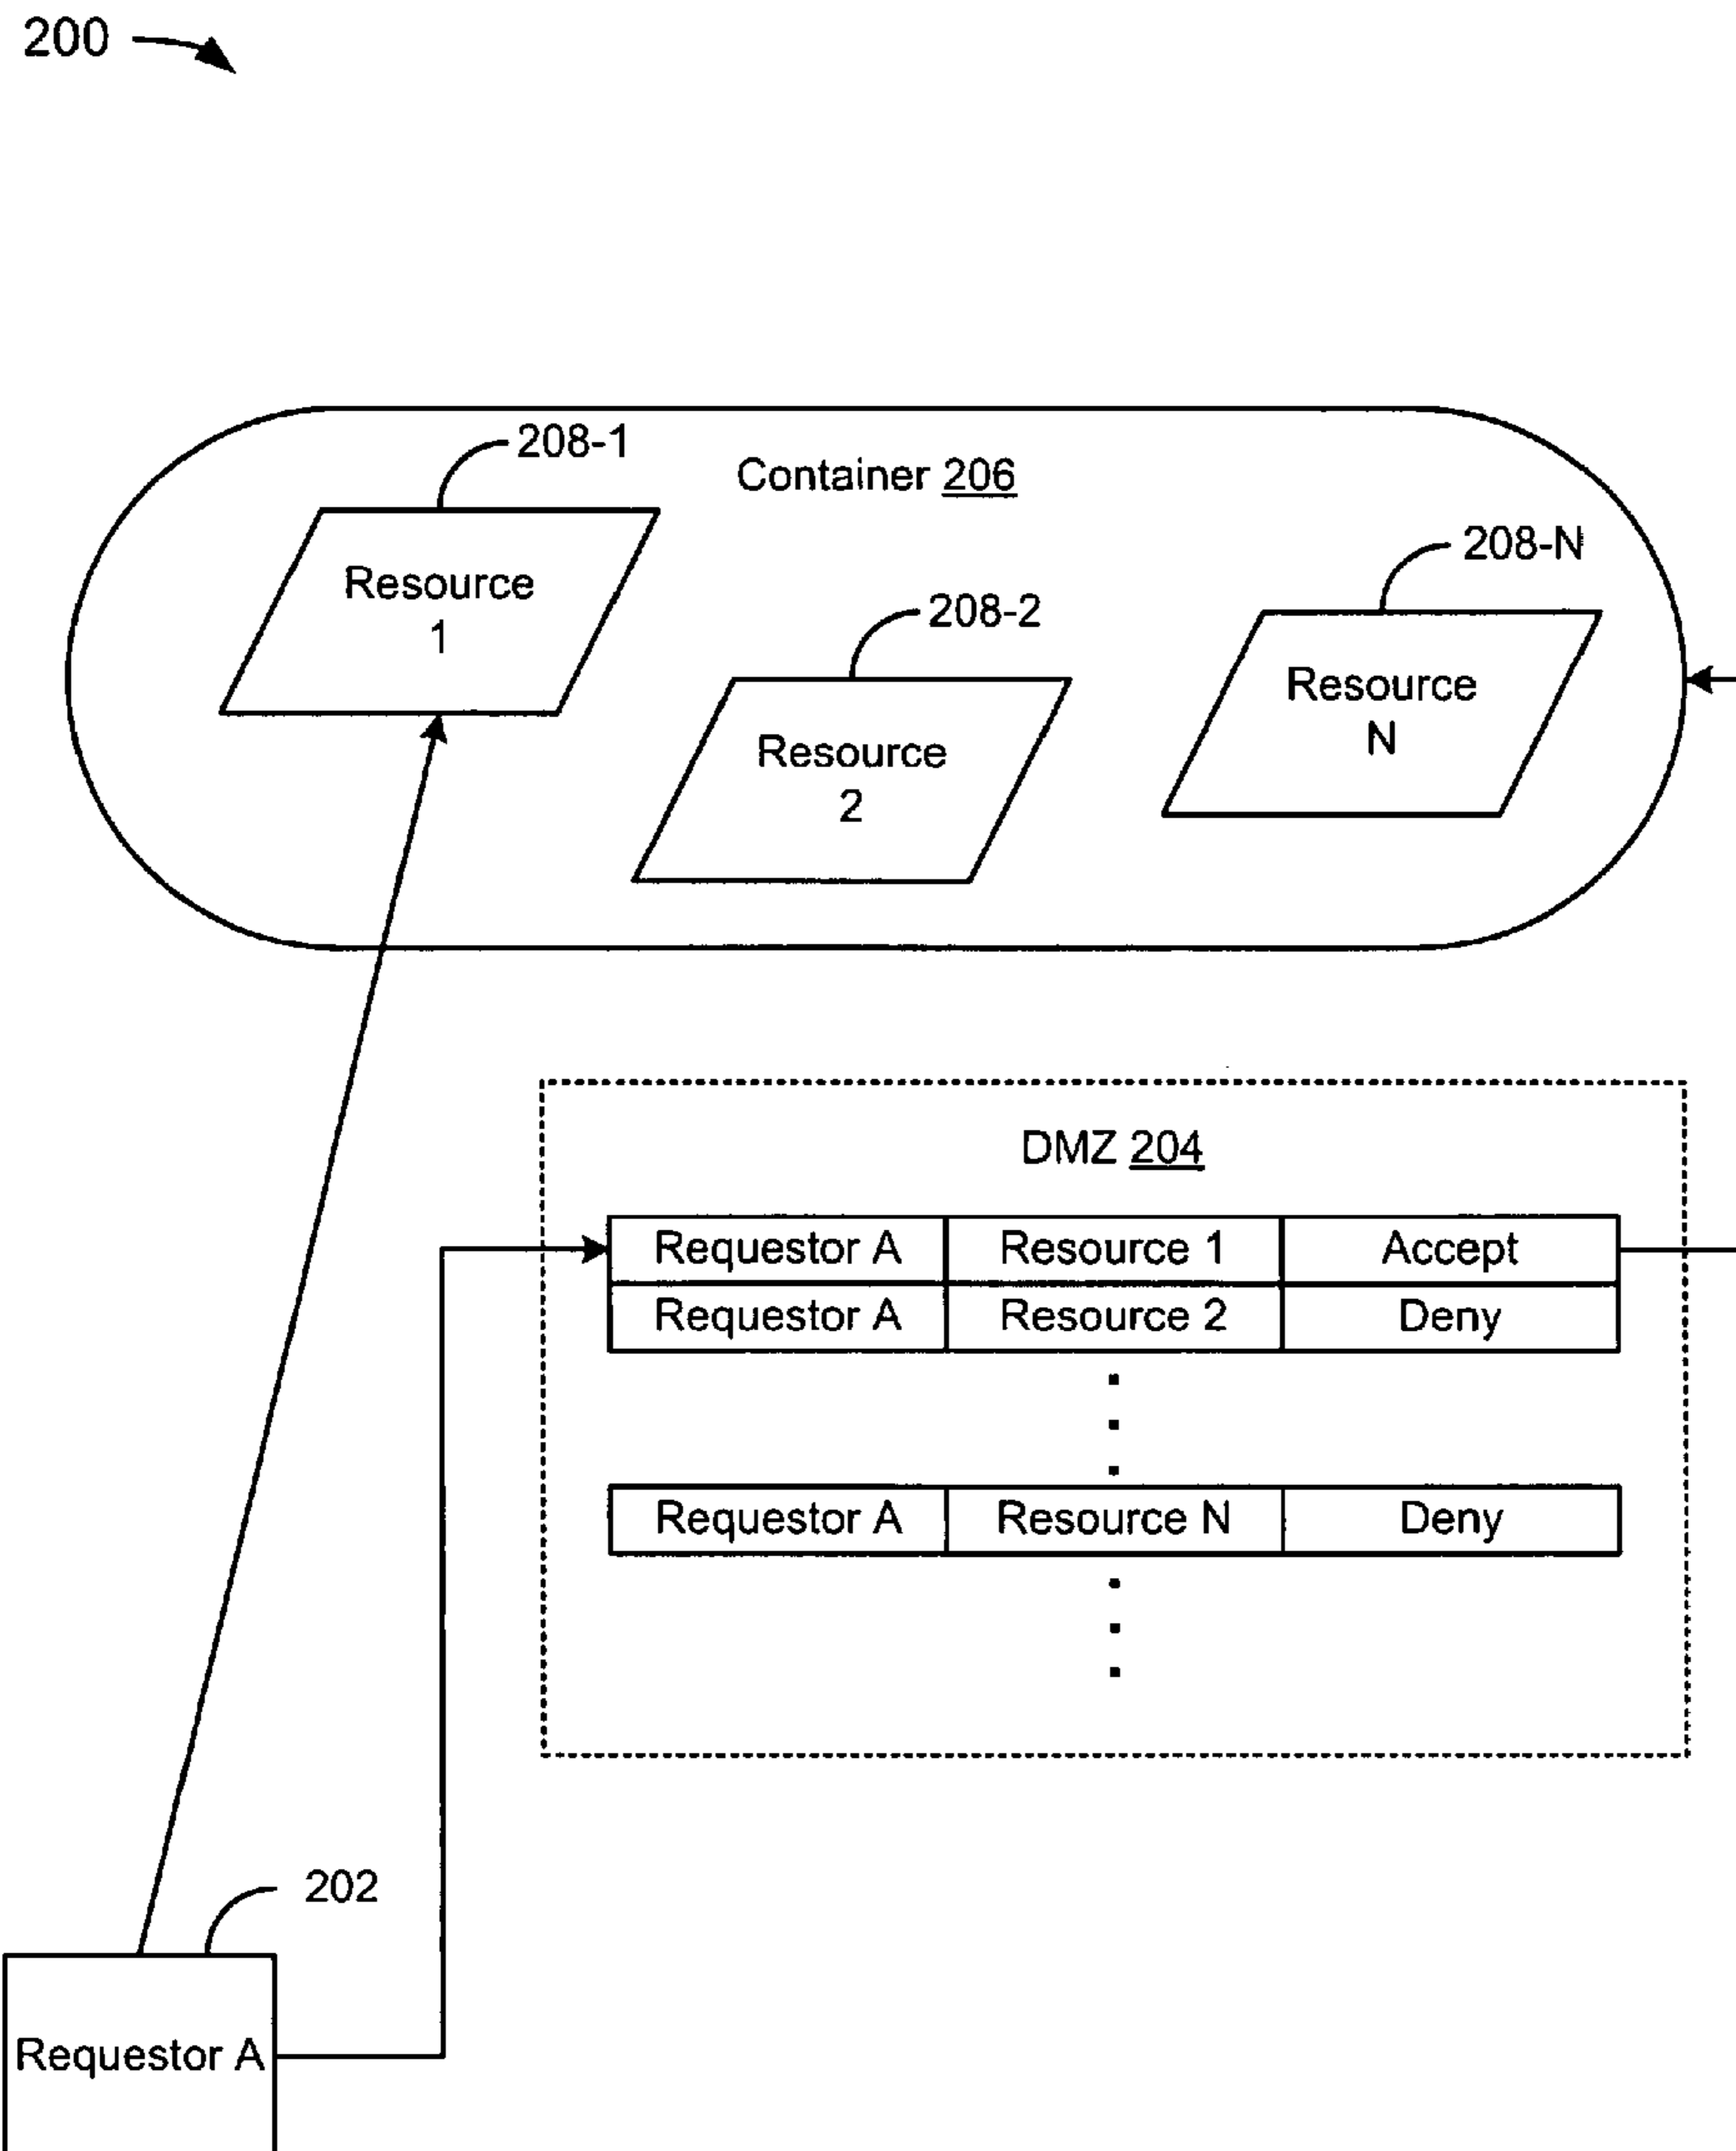 200
208-1
Container 206
208-N
Resource
1
208-2
Resource
N
Resource
2
DMZ 204
Requestor A Resource 1 Accept
Requestor A Resource 2 Deny
Requestor A Resource N Deny
202
Requestor A